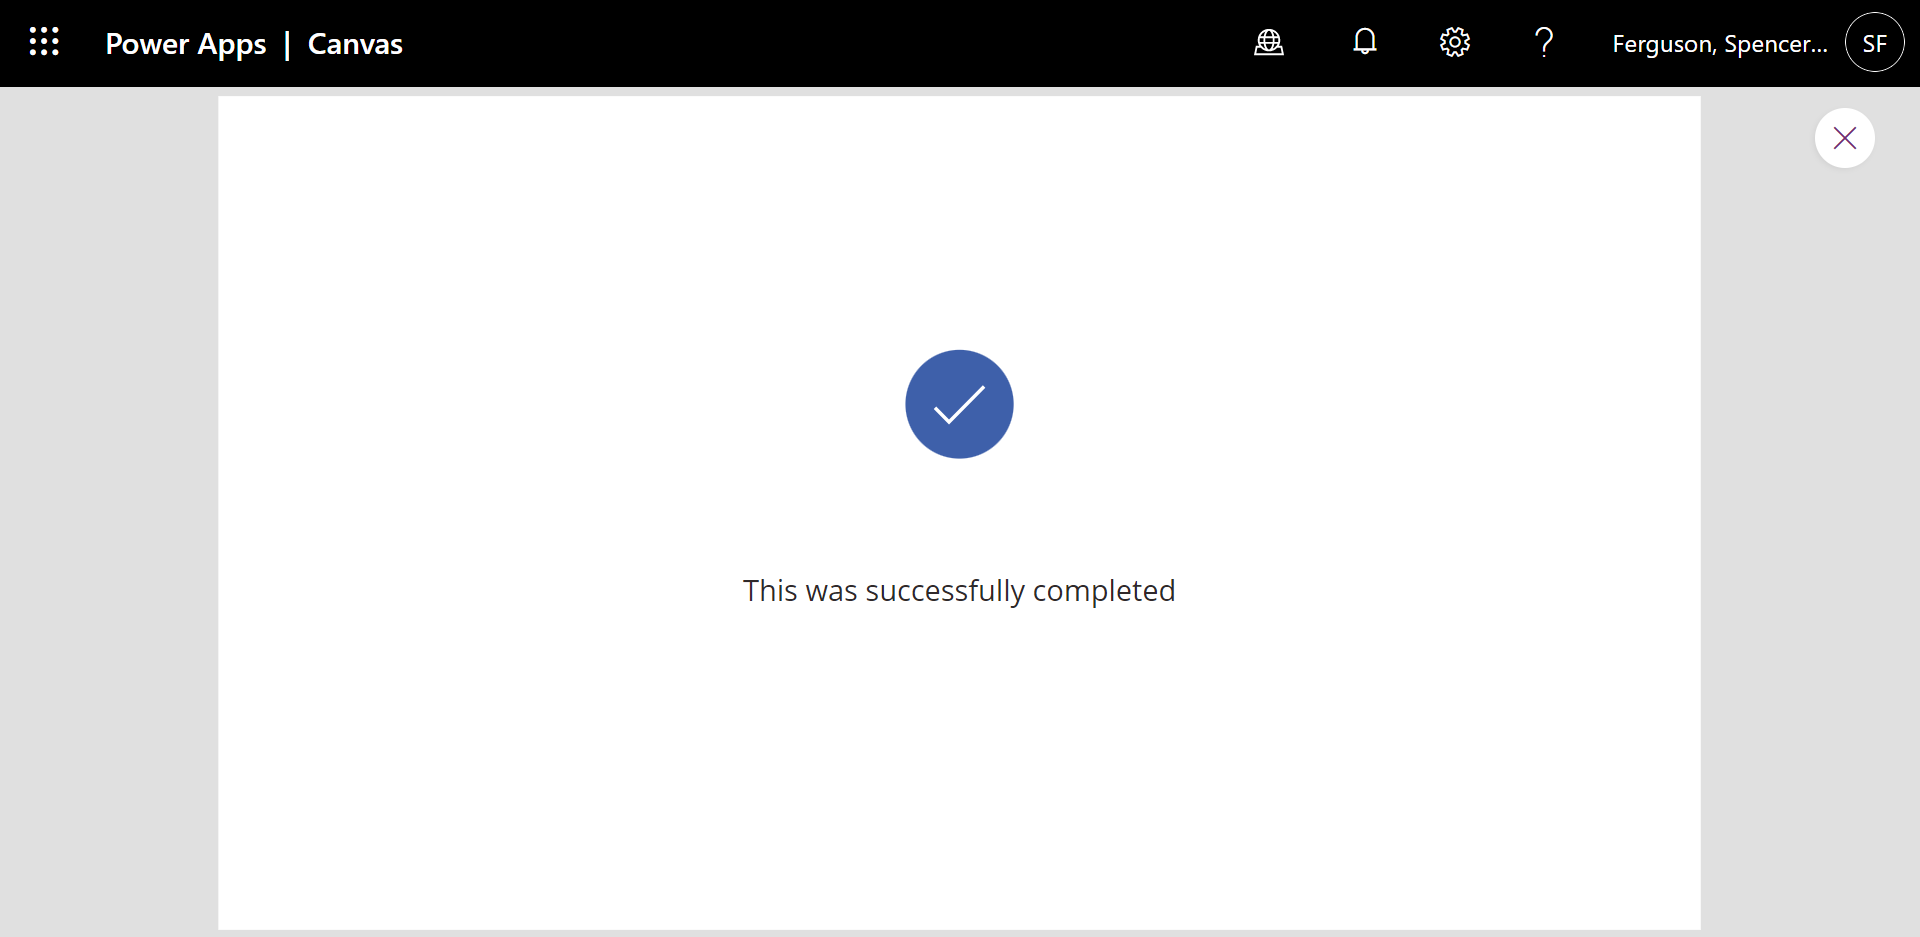 Power Apps | Canvas
Ferguson, Spencer...
SF
This was successfully completed